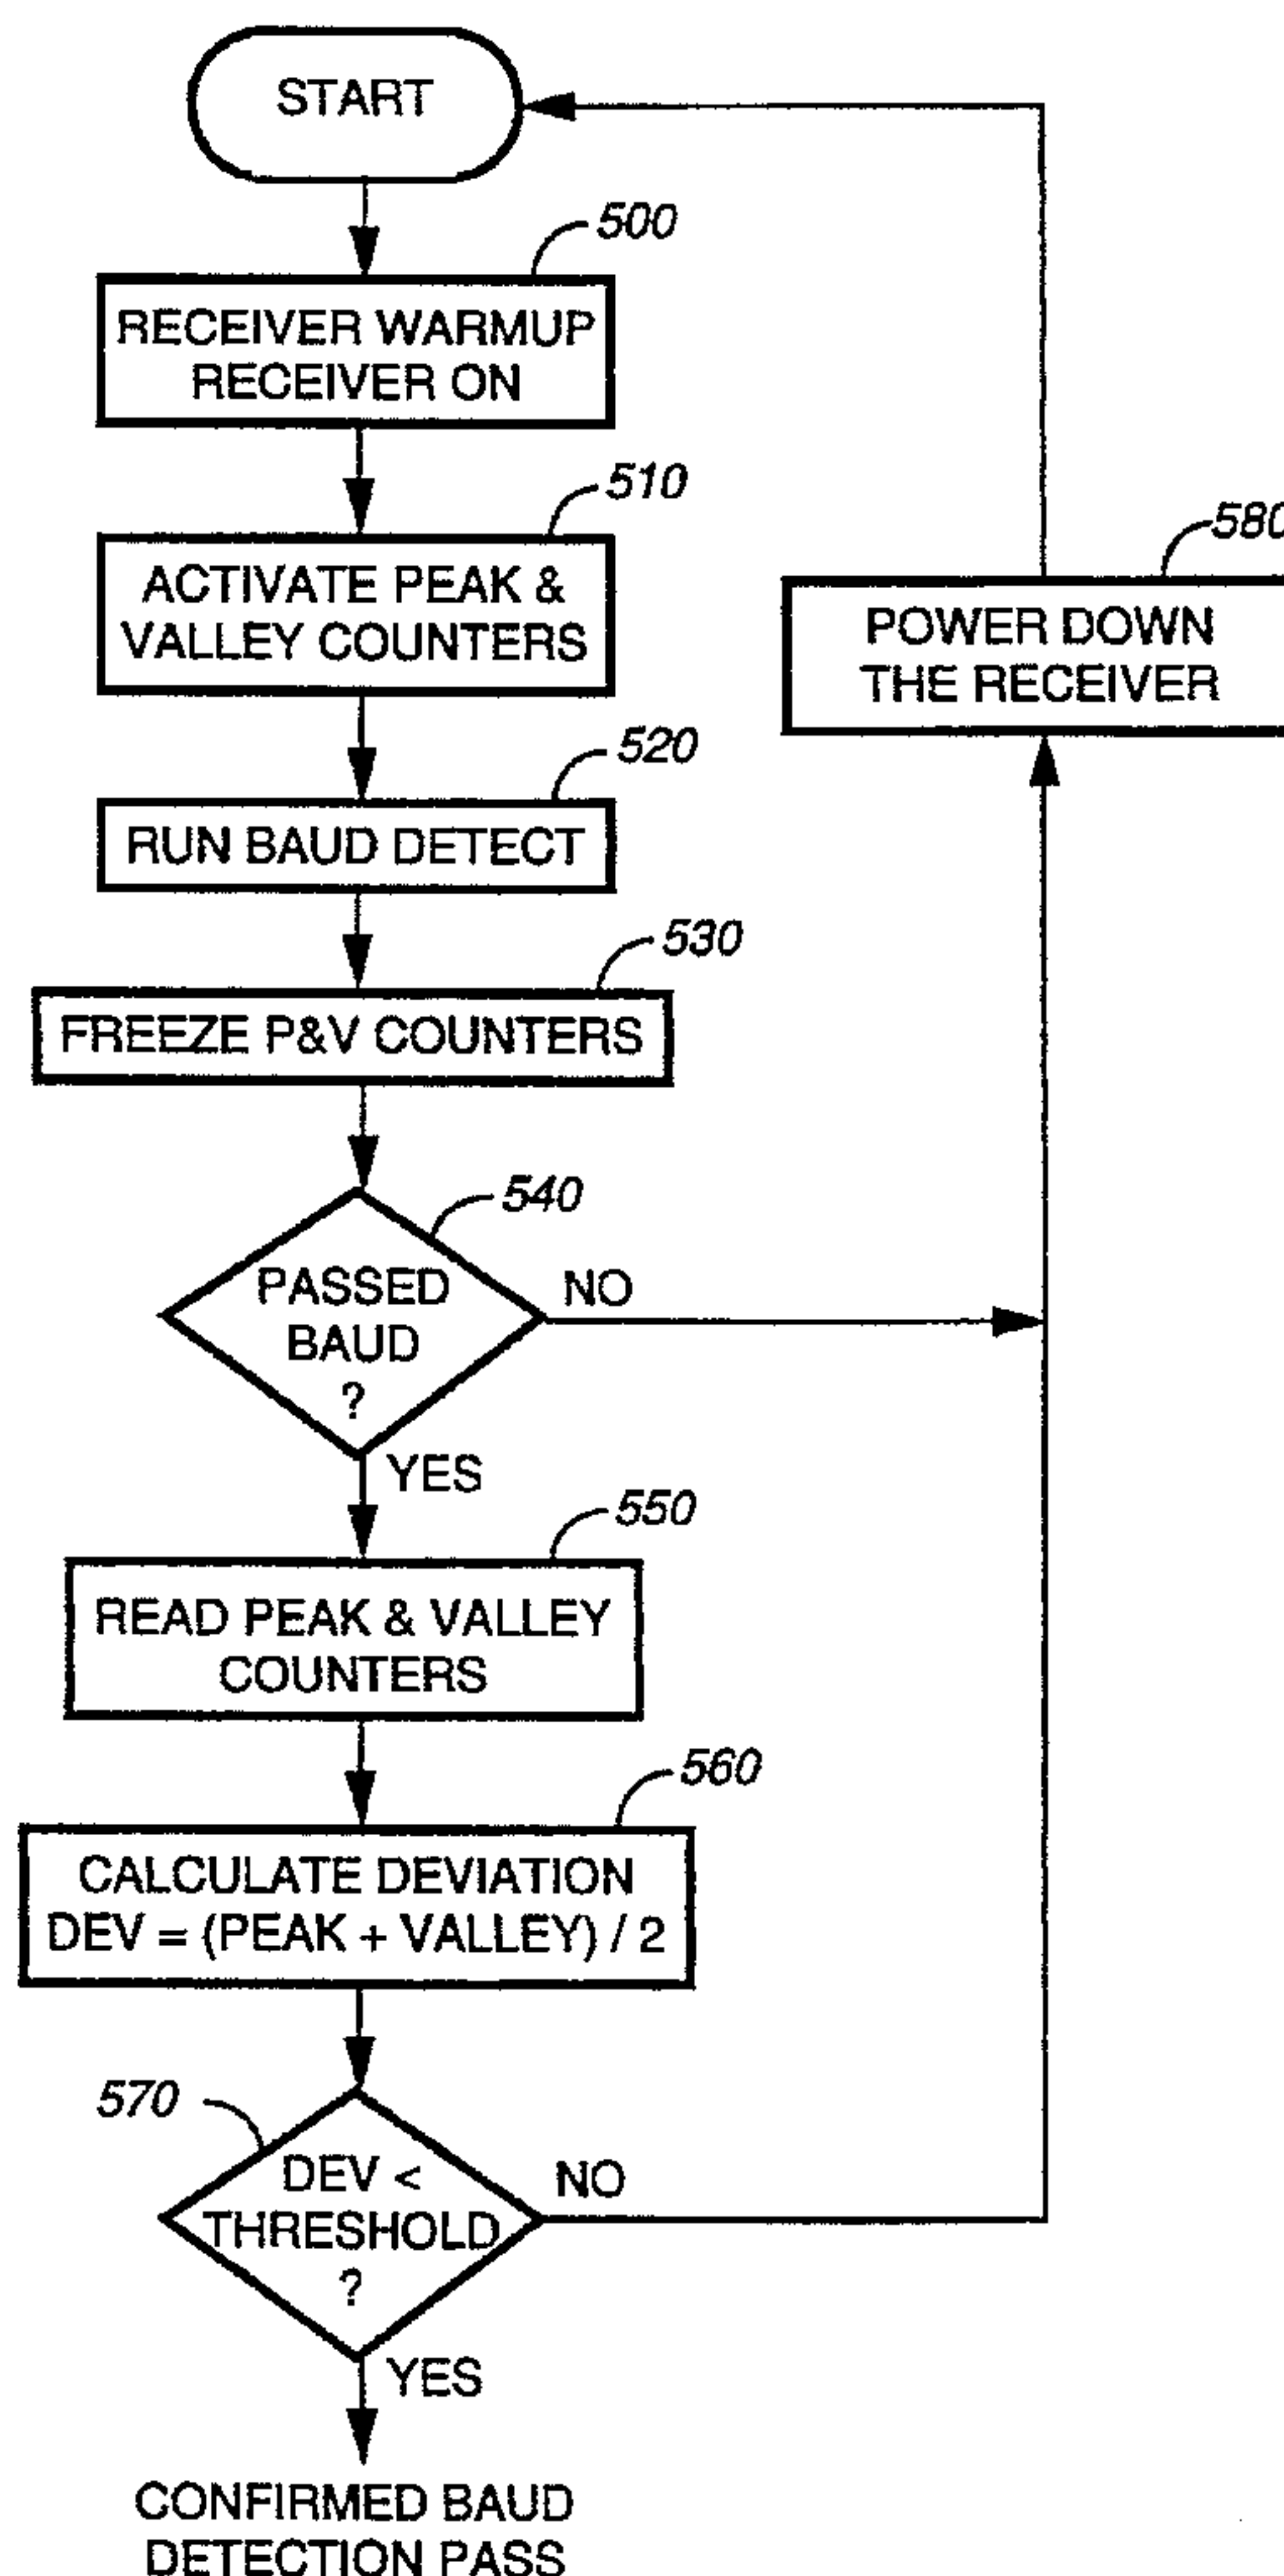 START
500
RECEIVER WARMUP
RECEIVER ON
510
ACTIVATE PEAK &
VALLEY COUNTERS
580
POWER DOWN
THE RECEIVER
520
RUN BAUD DETECT
530
FREEZE P&V COUNTERS
540
PASSED
BAUD
?
NO
YES
550
READ PEAK & VALLEY
COUNTERS
560
CALCULATE DEVIATION
DEV = (PEAK + VALLEY) / 2
570
DEV <
THRESHOLD
?
NO
YES
CONFIRMED BAUD
DETECTION PASS